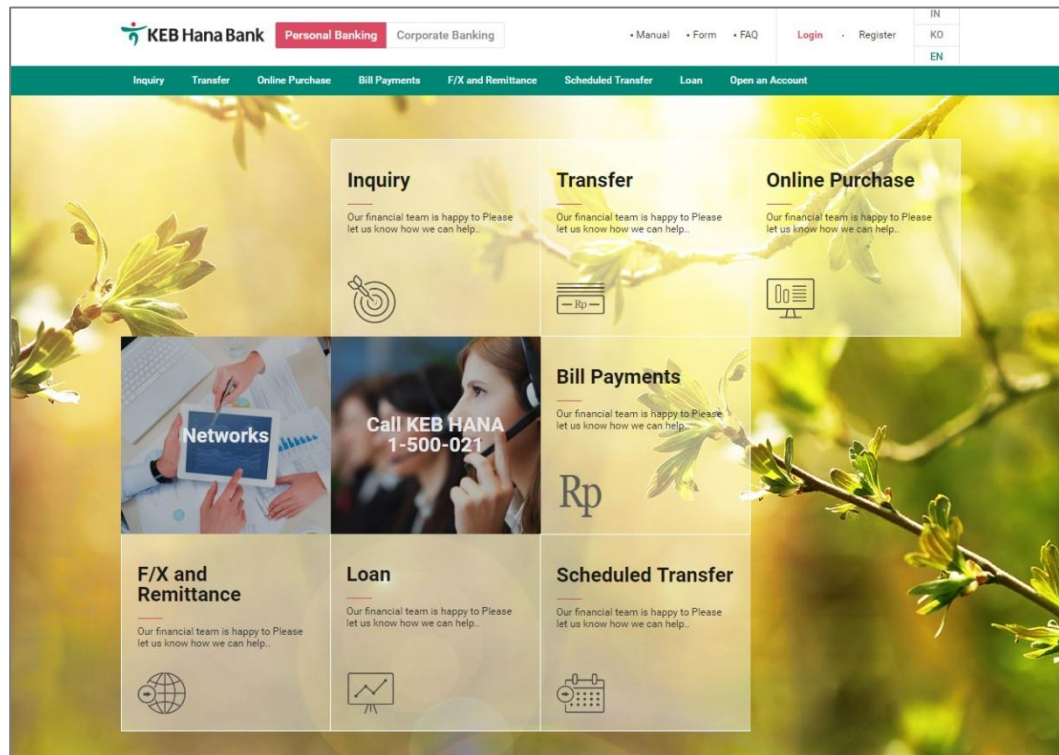 KEB Hana Bank Personal Banking Corporate Banking • Manual • Form • FAQ Login · Register
IN
KO
EN
Inquiry Transfer Online Purchase Bill Payments F/X and Remittance Scheduled Transfer Loan Open an Account
Inquiry
Our financial team is happy to Please
let us know how we can help..
Transfer
Our financial team is happy to Please
let us know how we can help..
Rp
Online Purchase
Our financial team is happy to Please
let us know how we can help..
Networks
Call KEB HANA
1-500-021
Bill Payments
Our financial team is happy to Please
let us know how we can help..
Rp
F/X and
Remittance
Our financial team is happy to Please
let us know how we can help..
Loan
Our financial team is happy to Please
let us know how we can help..
Scheduled Transfer
Our financial team is happy to Please
let us know how we can help..